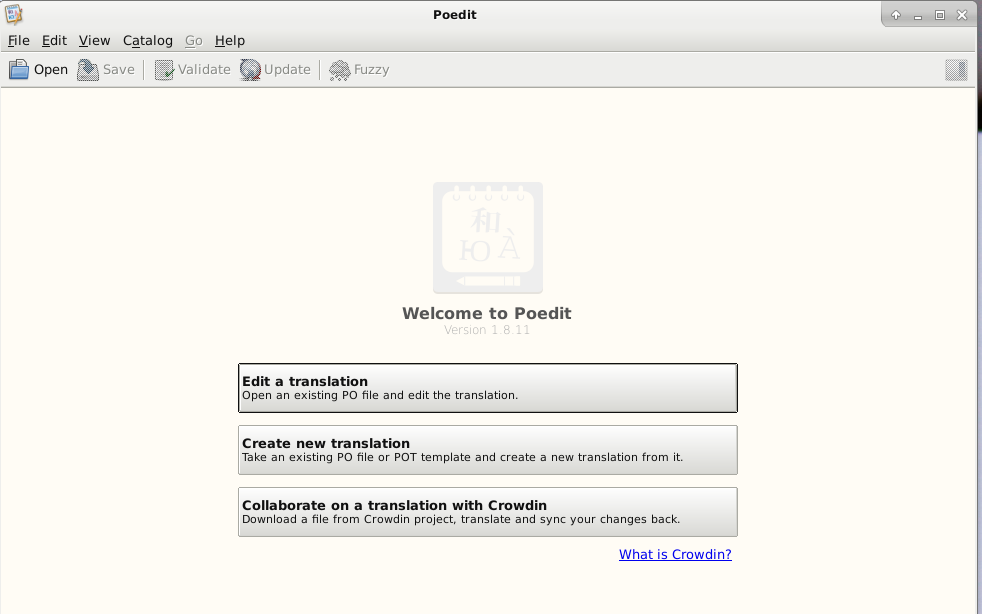 Poedit
File Edit View Catalog Go Help
Open Save Validate Update Fuzzy
和
Ю À
Welcome to Poedit
Version 1.8.11
Edit a translation
Open an existing PO file and edit the translation.
Create new translation
Take an existing PO file or POT template and create a new translation from it.
Collaborate on a translation with Crowdin
Download a file from Crowdin project, translate and sync your changes back.
What is Crowdin?